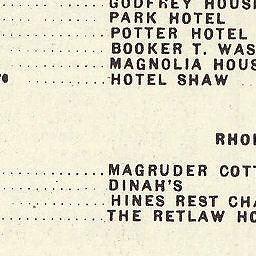 GODFREY HOUSE
PARK HOTEL
POTTER HOTEL
BOOKER T. WAS
MAGNOLIA HOUS
HOTEL SHAW
RHO
MAGRUDER COTT
DINAH'S
HINES REST CHA
THE RETLAW HO